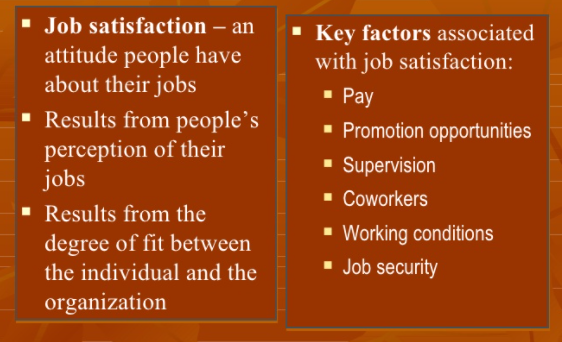 Job satisfaction – an
attitude people have
about their jobs
Results from people’s
perception of their
jobs
Results from the
degree of fit between
the individual and the
organization
Key factors associated
with job satisfaction:
Pay
Promotion opportunities
Supervision
Coworkers
Working conditions
Job security